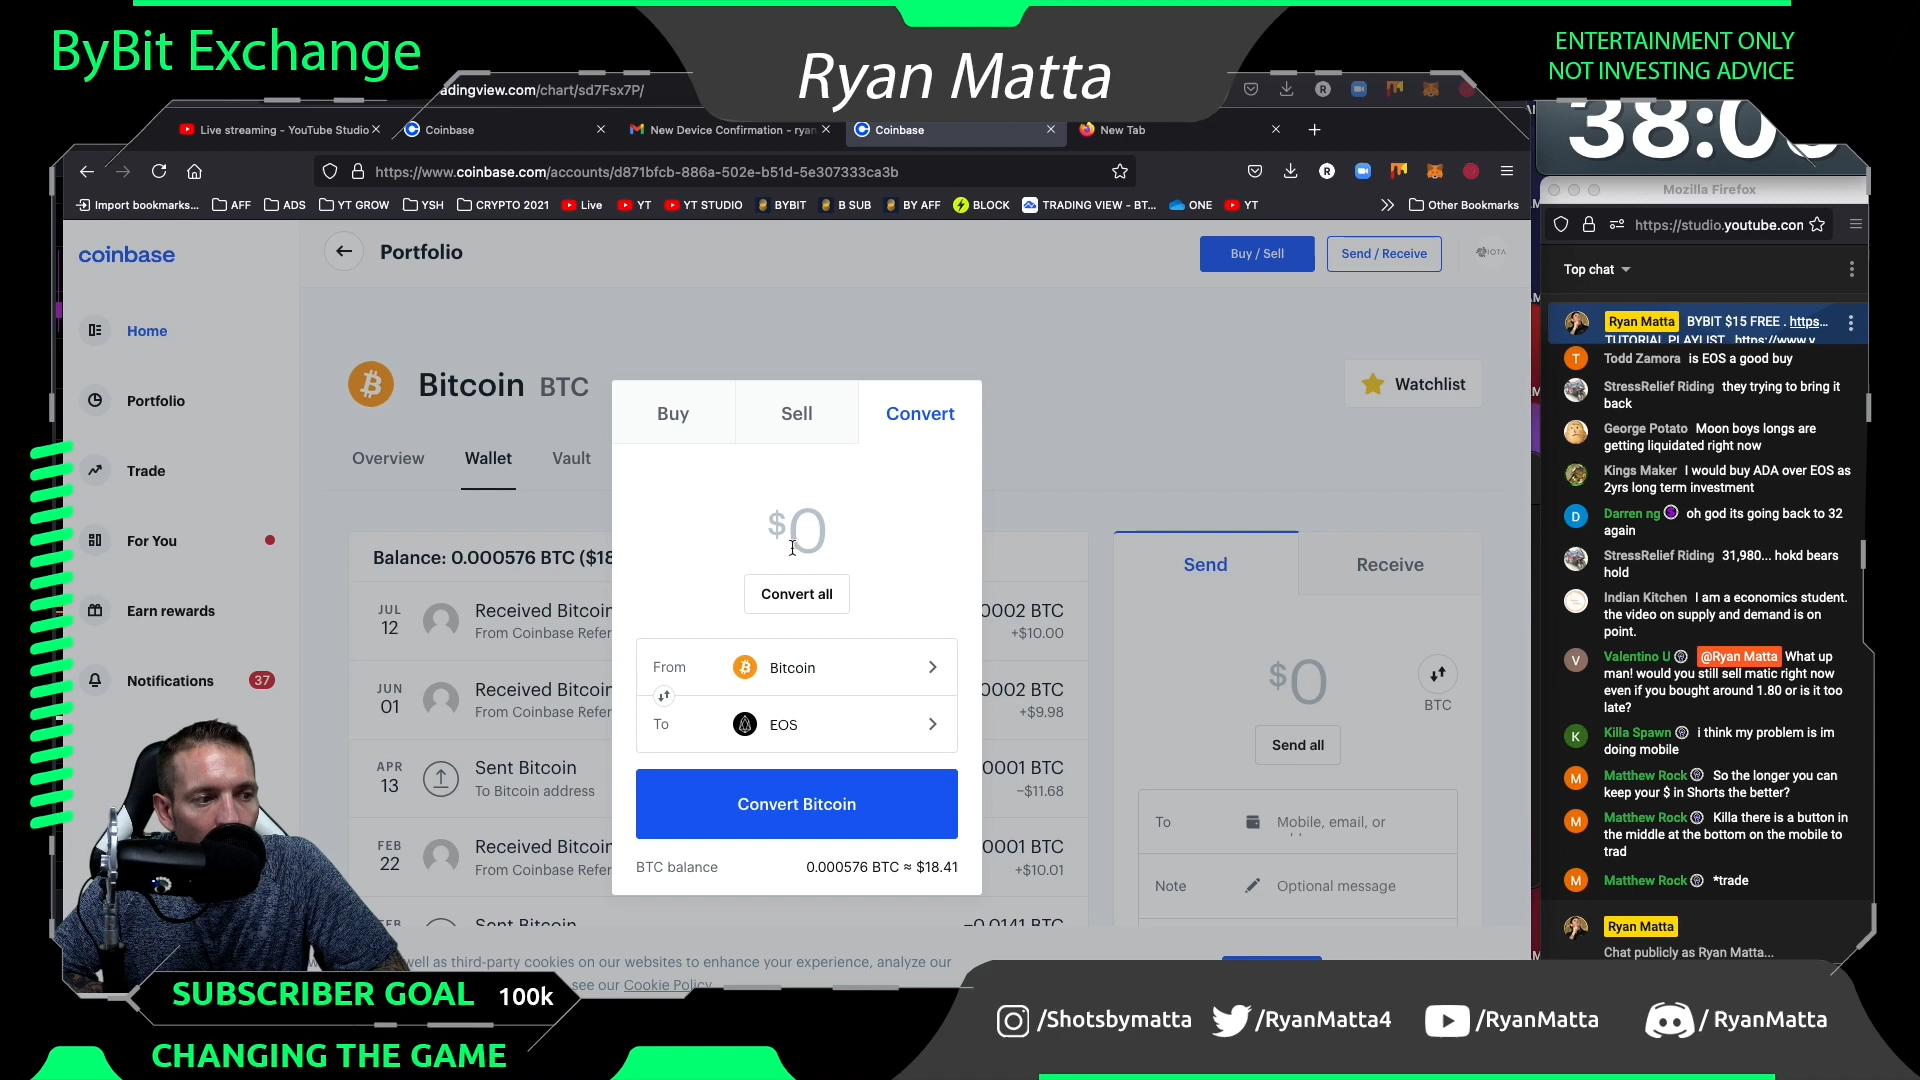 ByBit Exchange
Ryan Matta
ENTERTAINMENT ONLY
NOT INVESTING ADVICE
adingview.com/chart/sd7Fsx7P/
Live streaming - YouTube Studio
Coinbase
New Device Confirmation - ryan
Coinbase
New Tab
https://www.coinbase.com/accounts/d871bfcb-886a-502e-b51d-5e307333ca3b
Import bookmarks...
AFF
ADS
YT GROW
YSH
CRYPTO 2021
Live
YT
YT STUDIO
BYBIT
B SUB
BY AFF
BLOCK
TRADING VIEW - BT...
ONE
YT
Other Bookmarks
coinbase
Home
Portfolio
Trade
For You
Earn rewards
Notifications
37
Portfolio
Buy / Sell
Send / Receive
IOTA
Bitcoin BTC
Watchlist
Overview
Wallet
Vault
Balance: 0.000576 BTC ($18
JUL
12
Received Bitcoin
From Coinbase Refer
0002 BTC
+$10.00
JUN
01
Received Bitcoin
From Coinbase Refer
0002 BTC
+$9.98
APR
13
Sent Bitcoin
To Bitcoin address
0001 BTC
−$11.68
FEB
22
Received Bitcoin
From Coinbase Refer
0001 BTC
+$10.01
FEB
Sent Bitcoin
−0.0141 BTC
Buy
Sell
Convert
$0
Convert all
From
Bitcoin
To
EOS
Convert Bitcoin
BTC balance
0.000576 BTC ≈ $18.41
Send
Receive
$0
BTC
Send all
To
Mobile, email, or
Note
Optional message
well as third-party cookies on our websites to enhance your experience, analyze our
see our Cookie Policy
38:0
Mozilla Firefox
https://studio.youtube.com
Top chat
Ryan Matta BYBIT $15 FREE . https...
TUTORIAL PLAYLIST https://www.y
Todd Zamora is EOS a good buy
StressRelief Riding they trying to bring it
back
George Potato Moon boys longs are
getting liquidated right now
Kings Maker I would buy ADA over EOS as
2yrs long term investment
Darren ng oh god its going back to 32
again
StressRelief Riding 31,980... hokd bears
hold
Indian Kitchen I am a economics student.
the video on supply and demand is on
point.
Valentino U @Ryan Matta What up
man! would you still sell matic right now
even if you bought around 1.80 or is it too
late?
Killa Spawn i think my problem is im
doing mobile
Matthew Rock So the longer you can
keep your $ in Shorts the better?
Matthew Rock Killa there is a button in
the middle at the bottom on the mobile to
trad
Matthew Rock *trade
Ryan Matta
Chat publicly as Ryan Matta...
SUBSCRIBER GOAL 100k
CHANGING THE GAME
/Shotsbymatta
/RyanMatta4
/RyanMatta
/ RyanMatta